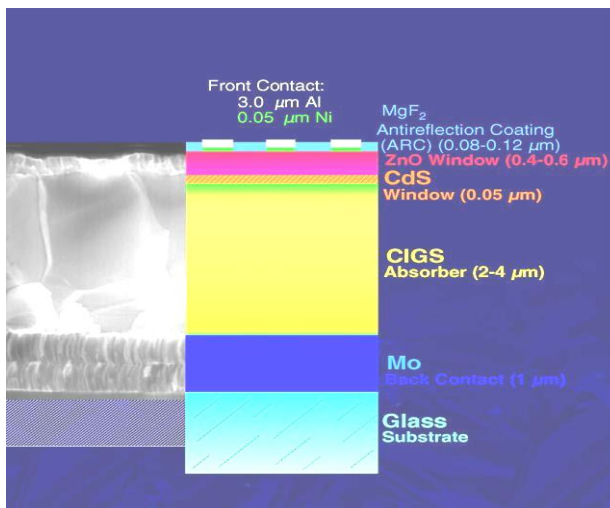 Front Contact:
3.0 μm Al
0.05 μm Ni
MgF₂
Antireflection Coating
(ARC) (0.08-0.12 μm)
ZnO Window (0.4-0.6 μm)
CdS
Window (0.05 μm)
CIGS
Absorber (2-4 μm)
Mo
Back Contact (1 μm)
Glass
Substrate